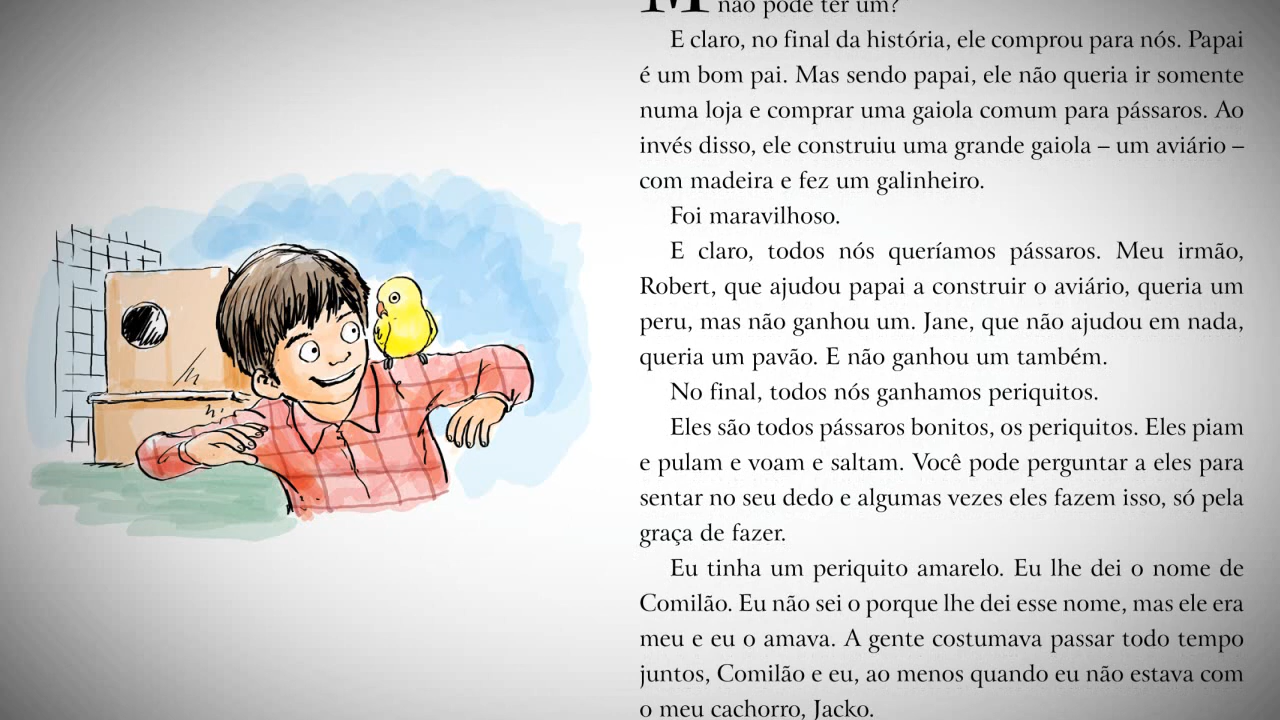 M não pode ter um?
E claro, no final da história, ele comprou para nós. Papai
é um bom pai. Mas sendo papai, ele não queria ir somente
numa loja e comprar uma gaiola comum para pássaros. Ao
invés disso, ele construiu uma grande gaiola – um aviário –
com madeira e fez um galinheiro.
Foi maravilhoso.
E claro, todos nós queríamos pássaros. Meu irmão,
Robert, que ajudou papai a construir o aviário, queria um
peru, mas não ganhou um. Jane, que não ajudou em nada,
queria um pavão. E não ganhou um também.
No final, todos nós ganhamos periquitos.
Eles são todos pássaros bonitos, os periquitos. Eles piam
e pulam e voam e saltam. Você pode perguntar a eles para
sentar no seu dedo e algumas vezes eles fazem isso, só pela
graça de fazer.
Eu tinha um periquito amarelo. Eu lhe dei o nome de
Comilão. Eu não sei o porque lhe dei esse nome, mas ele era
meu e eu o amava. A gente costumava passar todo tempo
juntos, Comilão e eu, ao menos quando eu não estava com
o meu cachorro, Jacko.